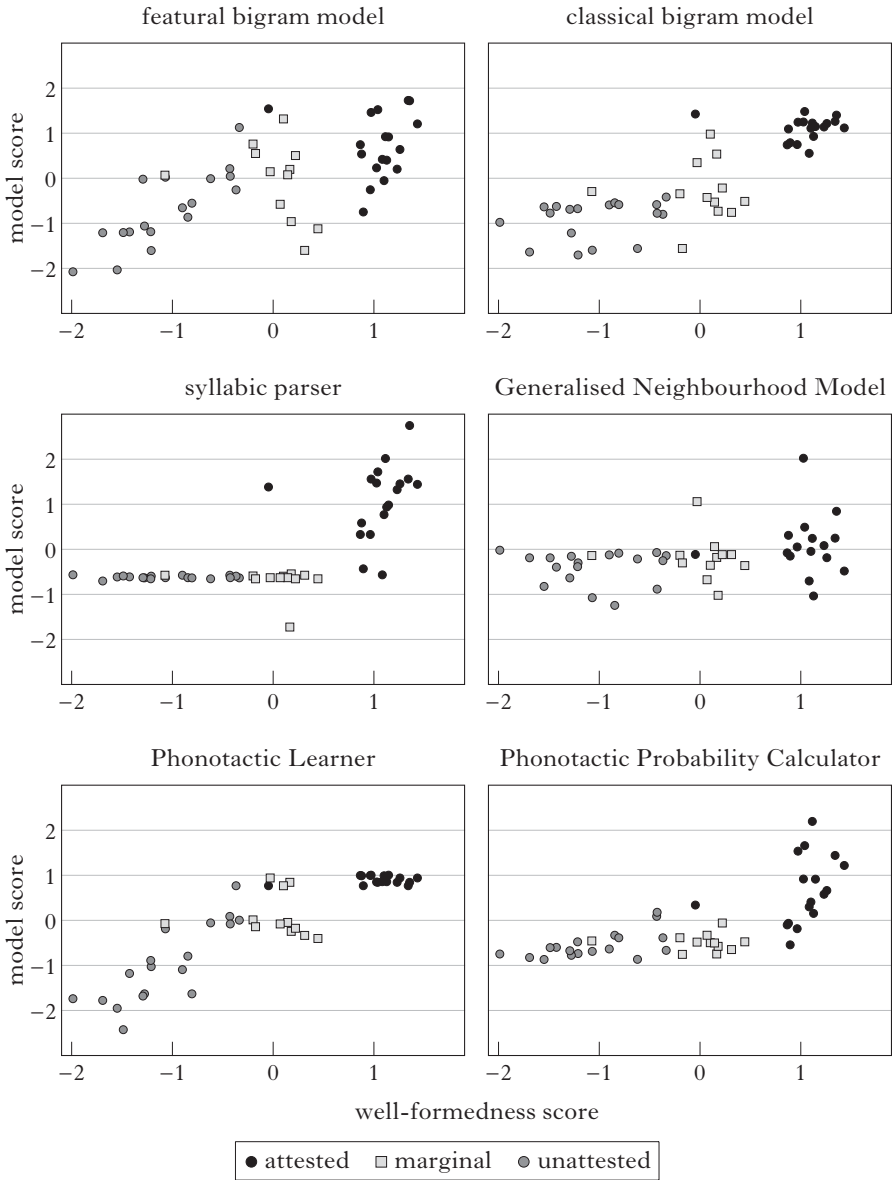 featural bigram model
classical bigram model
model score
2
1
0
−1
−2
−2 −1 0 1
−2 −1 0 1
syllabic parser
Generalised Neighbourhood Model
model score
2
1
0
−1
−2
−2 −1 0 1
−2 −1 0 1
Phonotactic Learner
Phonotactic Probability Calculator
model score
2
1
0
−1
−2
−2 −1 0 1
−2 −1 0 1
well-formedness score
attested marginal unattested